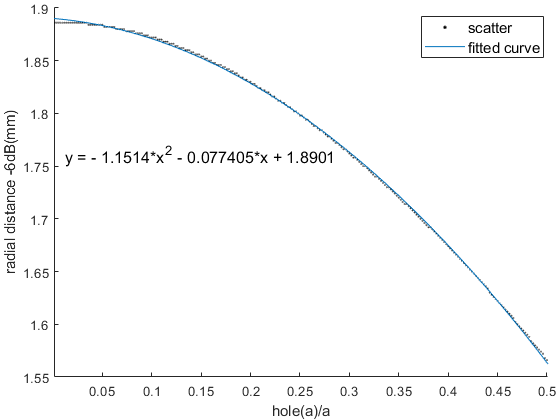 1.9
1.85
1.8
1.75
1.7
1.65
1.6
1.55
radial distance -6dB(mm)
scatter
fitted curve
y = - 1.1514*x² - 0.077405*x + 1.8901
0.05 0.1 0.15 0.2 0.25 0.3 0.35 0.4 0.45 0.5
hole(a)/a